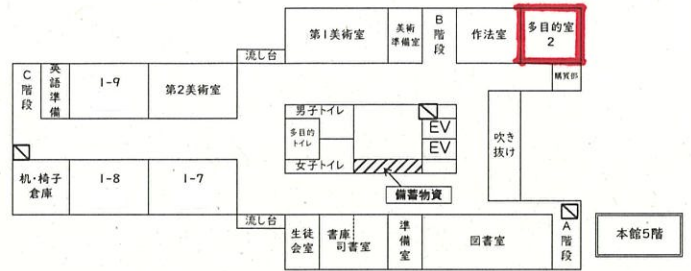 第1美術室
美術
準備室
B
階
段
作法室
多目的室
2
流し台
購買部
C
階
段
英
語
準
備
1-9
第2美術室
男子トイレ
多目的
トイレ
EV
EV
女子トイレ
吹き
抜け
備蓄物資
机・椅子
倉庫
1-8
1-7
流し台
生徒
会室
書庫
司書室
準
備
室
図書室
A
階
段
本館5階